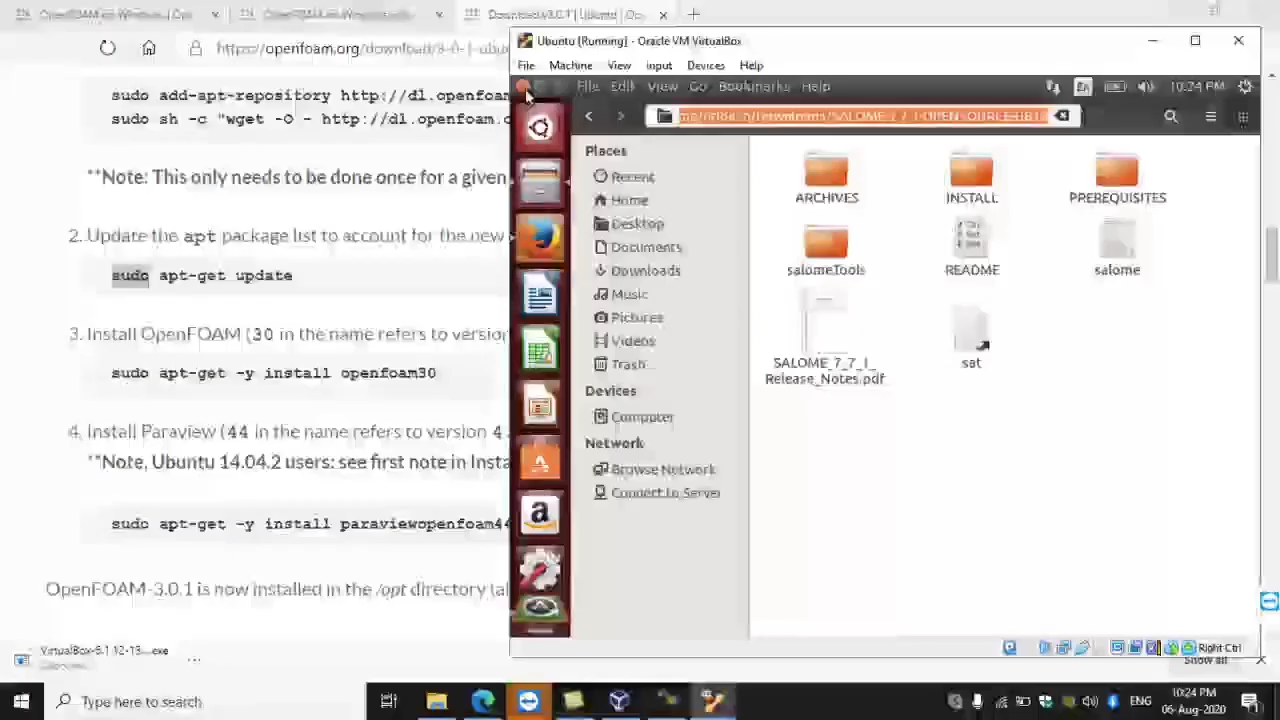 Ubuntu [Running] - Oracle VM VirtualBox
File Machine View Input Devices Help
File Edit View Go Bookmarks Help
10:24 PM
sudo add-apt-repository http://dl.openfoam
sudo sh -c "wget -O - http://dl.openfoam.o
**Note: This only needs to be done once for a given
2. Update the apt package list to account for the new
sudo apt-get update
3. Install OpenFOAM (30 in the name refers to version
sudo apt-get -y install openfoam30
4. Install Paraview (44 in the name refers to version 4.
**Note, Ubuntu 14.04.2 users: see first note in Insta
sudo apt-get -y install paraviewopenfoam44
OpenFOAM-3.0.1 is now installed in the /opt directory
Places
Recent
Home
Desktop
Documents
Downloads
Music
Pictures
Videos
Trash
Devices
Computer
Network
Browse Network
Connect to Server
ARCHIVES
INSTALL
PREREQUISITES
salomeTools
README
salome
SALOME_7_7_1_
Release_Notes.pdf
sat
Right Ctrl
Show all
Type here to search
ENG
10:24 PM
06-Aug-2020